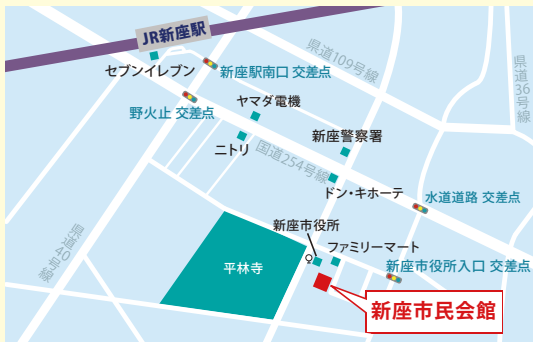 JR新座駅
セブンイレブン
新座駅南口 交差点
県道109号線
県道36号線
野火止 交差点
ヤマダ電機
ニトリ
国道254号線
新座警察署
ドン・キホーテ
水道道路 交差点
県道40号線
新座市役所
ファミリーマート
平林寺
新座市役所入口 交差点
新座市民会館